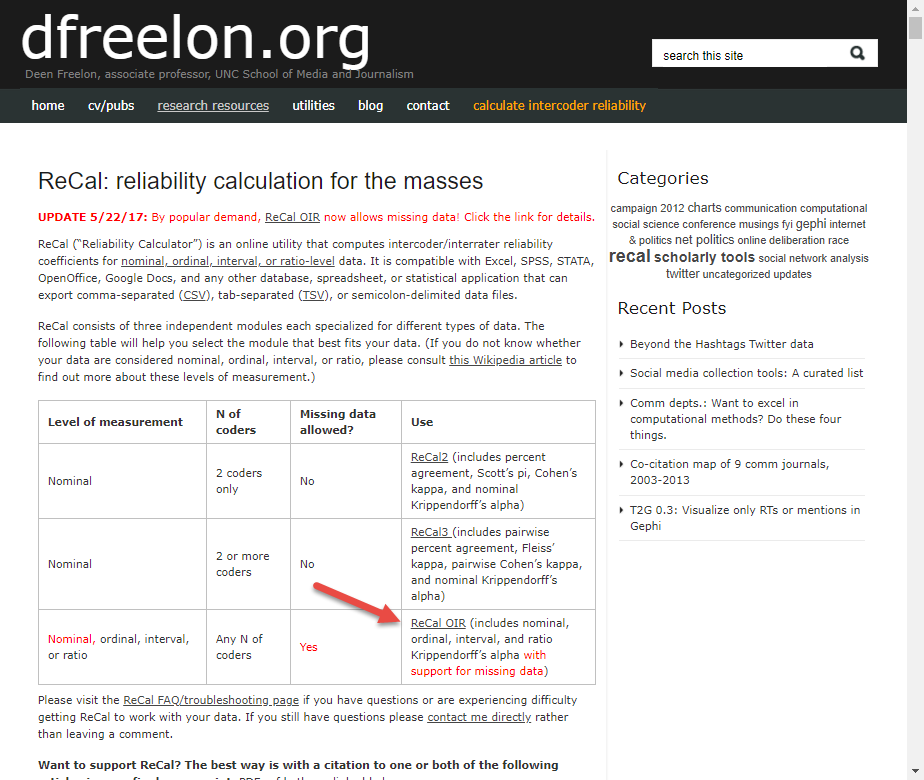 dfreelon.org
Deen Freelon, associate professor, UNC School of Media and Journalism
search this site
home cv/pubs research resources utilities blog contact calculate intercoder reliability
ReCal: reliability calculation for the masses
UPDATE 5/22/17: By popular demand, ReCal OIR now allows missing data! Click the link for details.
ReCal (“Reliability Calculator”) is an online utility that computes intercoder/interrater reliability
coefficients for nominal, ordinal, interval, or ratio-level data. It is compatible with Excel, SPSS, STATA,
OpenOffice, Google Docs, and any other database, spreadsheet, or statistical application that can
export comma-separated (CSV), tab-separated (TSV), or semicolon-delimited data files.
ReCal consists of three independent modules each specialized for different types of data. The
following table will help you select the module that best fits your data. (If you do not know whether
your data are considered nominal, ordinal, interval, or ratio, please consult this Wikipedia article to
find out more about these levels of measurement.)
Level of measurement
N of
coders
Missing data
allowed?
Use
Nominal
2 coders
only
No
ReCal2 (includes percent
agreement, Scott’s pi, Cohen’s
kappa, and nominal
Krippendorff’s alpha)
Nominal
2 or more
coders
No
ReCal3 (includes pairwise
percent agreement, Fleiss’
kappa, pairwise Cohen’s kappa,
and nominal Krippendorff’s
alpha)
Nominal, ordinal, interval,
or ratio
Any N of
coders
Yes
ReCal OIR (includes nominal,
ordinal, interval, and ratio
Krippendorff’s alpha with
support for missing data)
Please visit the ReCal FAQ/troubleshooting page if you have questions or are experiencing difficulty
getting ReCal to work with your data. If you still have questions please contact me directly rather
than leaving a comment.
Want to support ReCal? The best way is with a citation to one or both of the following
Categories
campaign 2012 charts communication computational
social science conference musings fyi gephi internet
& politics net politics online deliberation race
recal scholarly tools social network analysis
twitter uncategorized updates
Recent Posts
Beyond the Hashtags Twitter data
Social media collection tools: A curated list
Comm depts.: Want to excel in
computational methods? Do these four
things.
Co-citation map of 9 comm journals,
2003-2013
T2G 0.3: Visualize only RTs or mentions in
Gephi